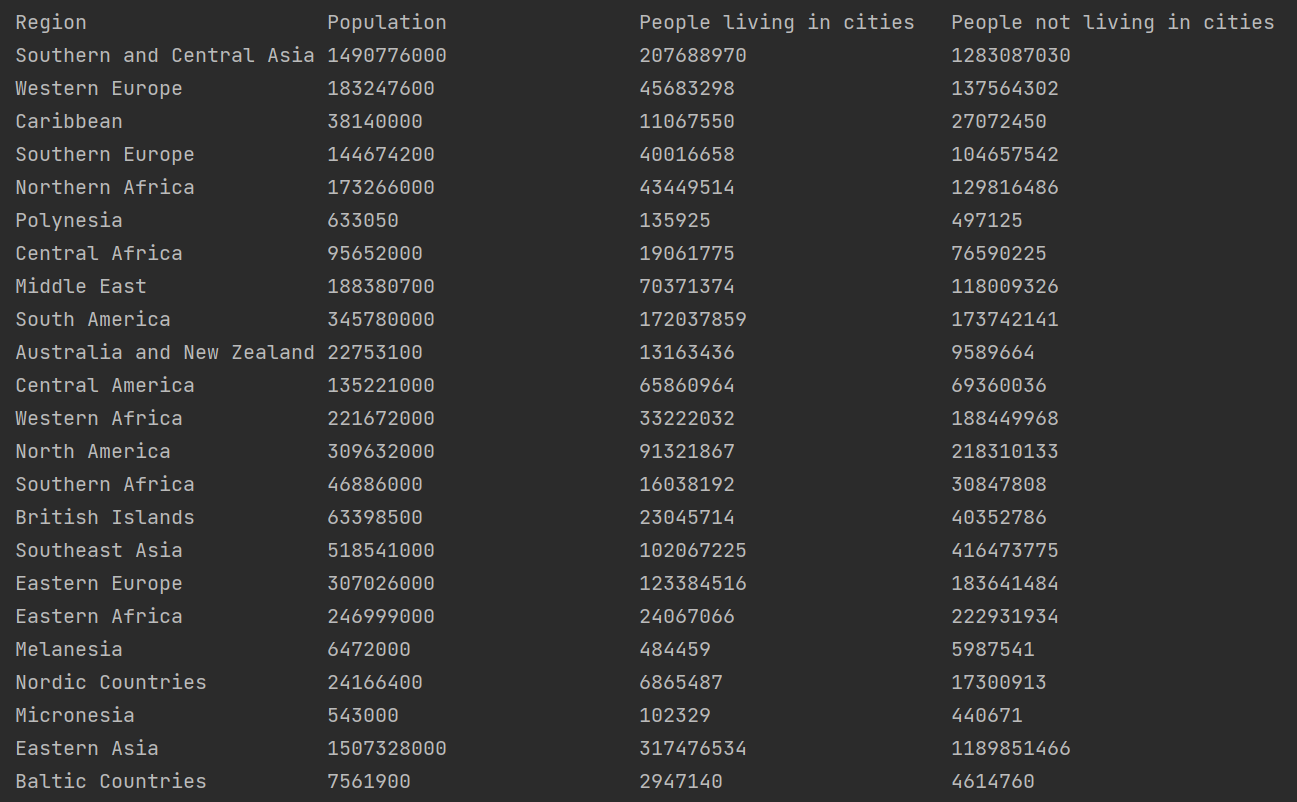 Region Population People living in cities People not living in cities
Southern and Central Asia 1490776000 207688970 1283087030
Western Europe 183247600 45683298 137564302
Caribbean 38140000 11067550 27072450
Southern Europe 144674200 40016658 104657542
Northern Africa 173266000 43449514 129816486
Polynesia 633050 135925 497125
Central Africa 95652000 19061775 76590225
Middle East 188380700 70371374 118009326
South America 345780000 172037859 173742141
Australia and New Zealand 22753100 13163436 9589664
Central America 135221000 65860964 69360036
Western Africa 221672000 33222032 188449968
North America 309632000 91321867 218310133
Southern Africa 46886000 16038192 30847808
British Islands 63398500 23045714 40352786
Southeast Asia 518541000 102067225 416473775
Eastern Europe 307026000 123384516 183641484
Eastern Africa 246999000 24067066 222931934
Melanesia 6472000 484459 5987541
Nordic Countries 24166400 6865487 17300913
Micronesia 543000 102329 440671
Eastern Asia 1507328000 317476534 1189851466
Baltic Countries 7561900 2947140 4614760